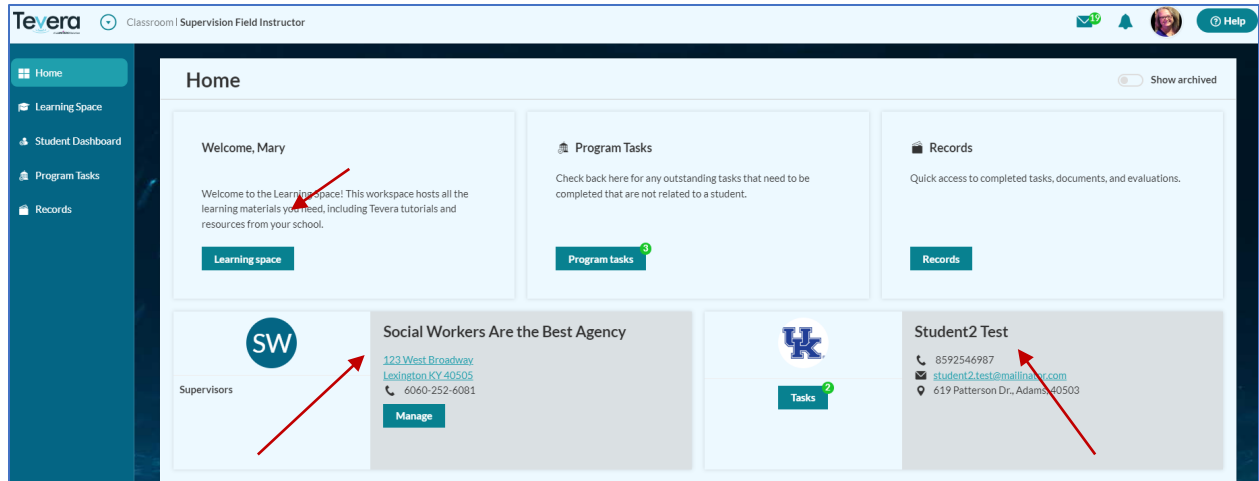 Tevera
Classroom | Supervision Field Instructor
19
Help
Home
Learning Space
Student Dashboard
Program Tasks
Records
Home
Show archived
Welcome, Mary
Welcome to the Learning Space! This workspace hosts all the
learning materials you need, including Tevera tutorials and
resources from your school.
Learning space
Program Tasks
Check back here for any outstanding tasks that need to be
completed that are not related to a student.
Program tasks
3
Records
Quick access to completed tasks, documents, and evaluations.
Records
SW
Supervisors
Social Workers Are the Best Agency
123 West Broadway
Lexington KY 40505
6060-252-6081
Manage
UK
Tasks
2
Student2 Test
8592546987
student2.test@mailinator.com
619 Patterson Dr., Adams, 40503